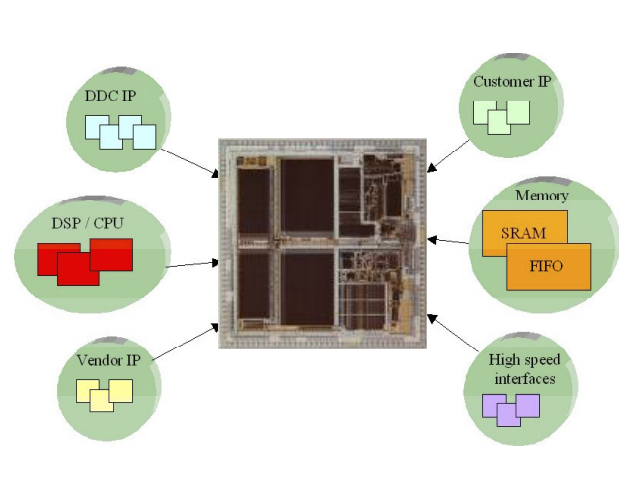 DDC IP
Customer IP
DSP / CPU
Memory
SRAM
FIFO
Vendor IP
High speed
interfaces